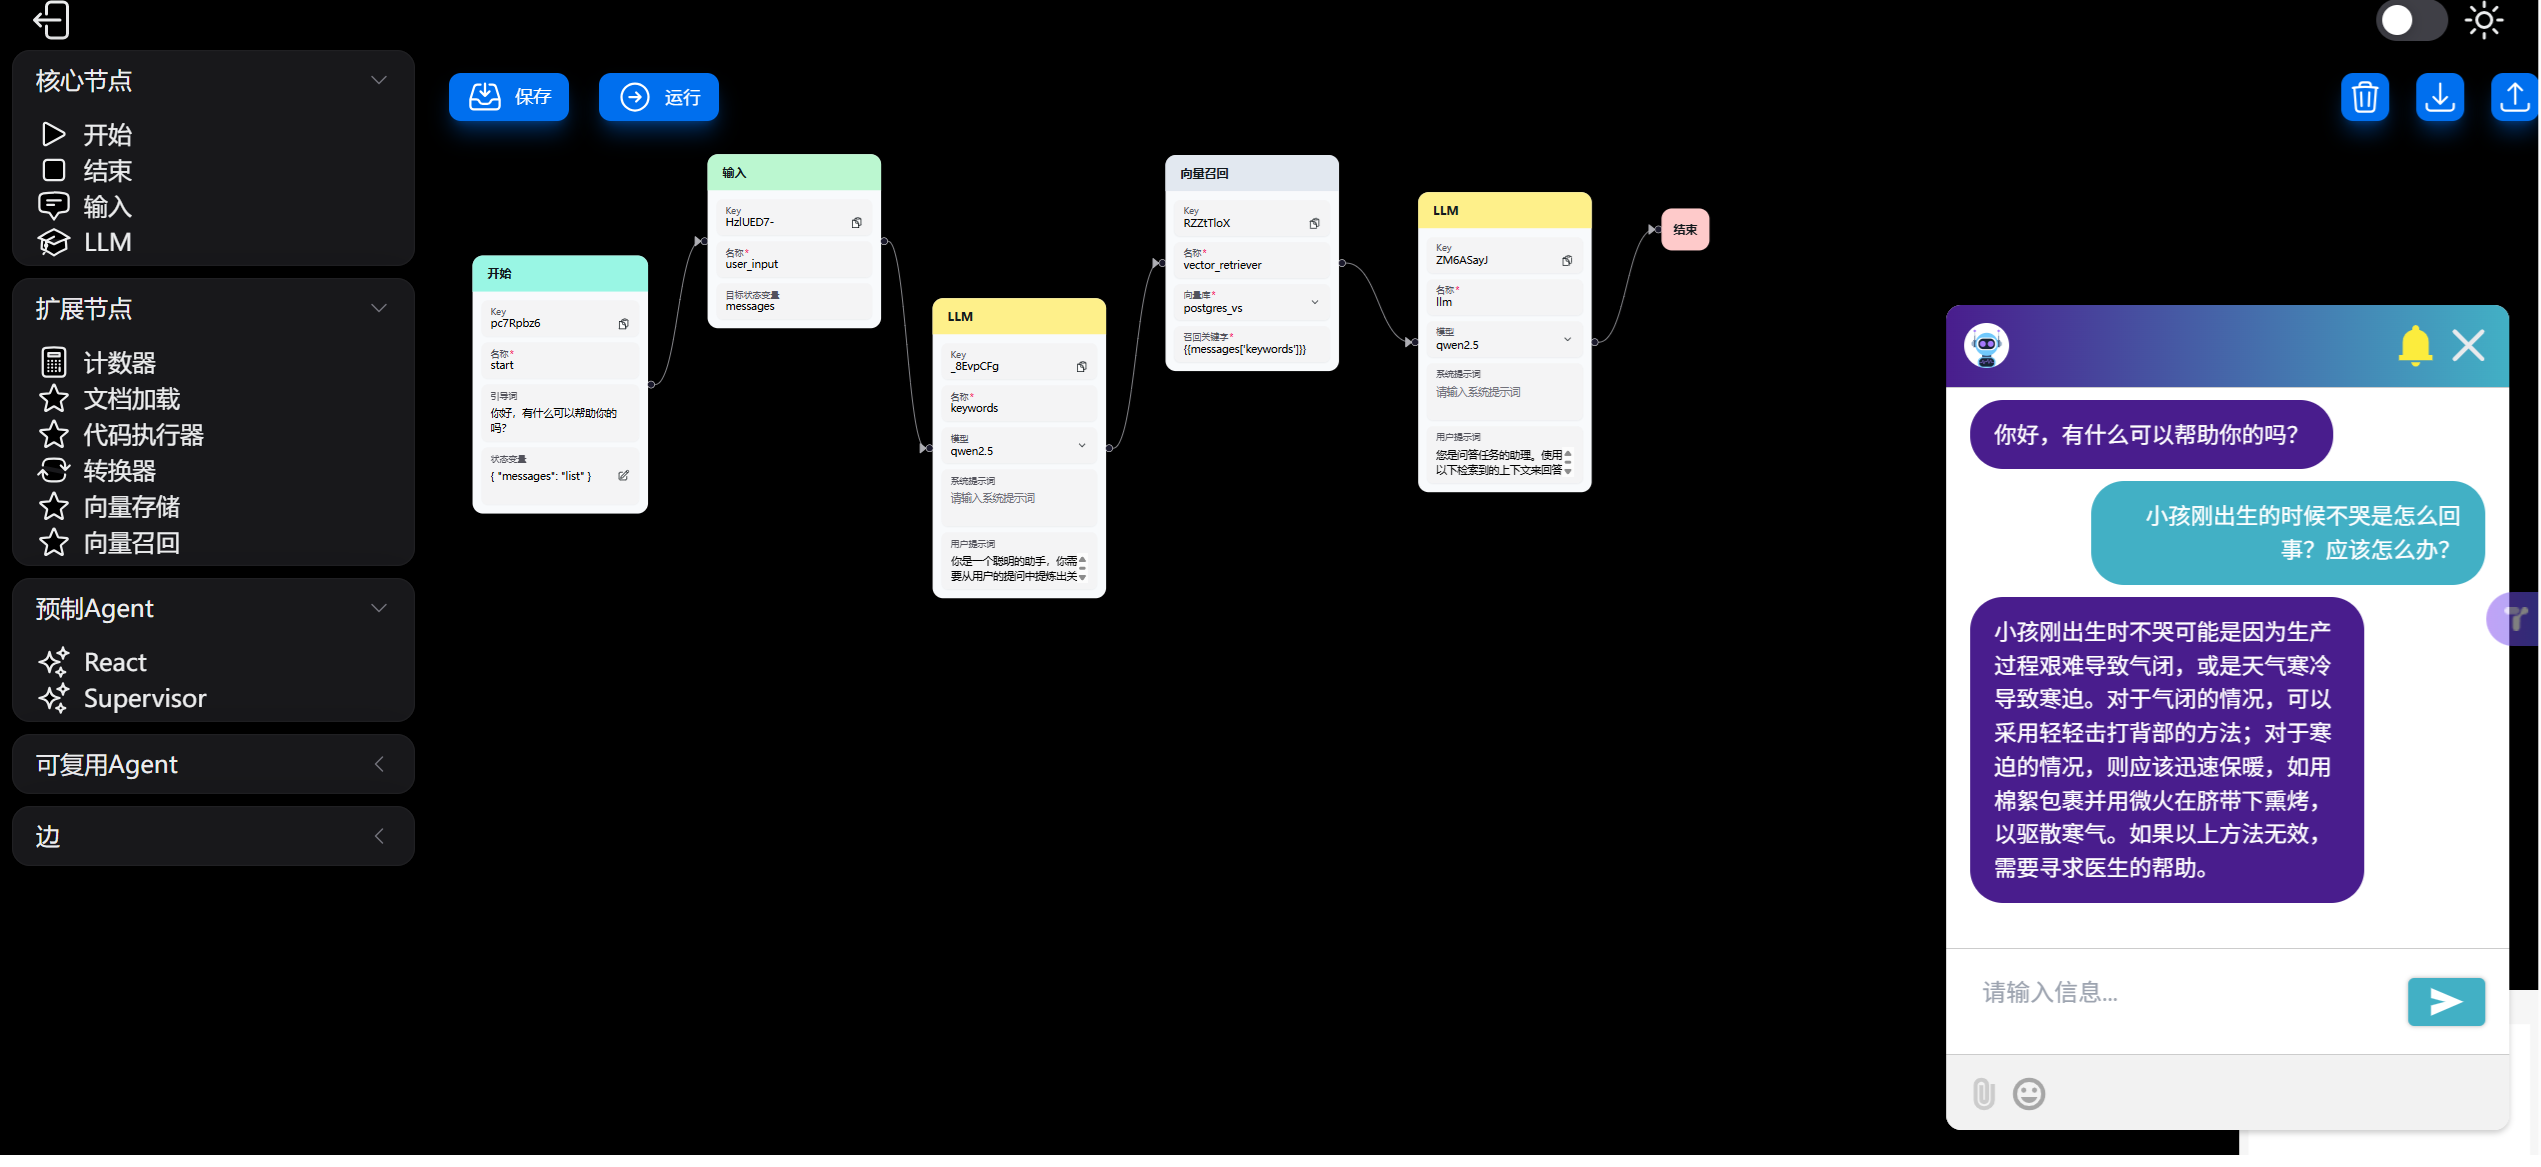 核心节点
开始
结束
输入
LLM
扩展节点
计数器
文档加载
代码执行器
转换器
向量存储
向量召回
预制Agent
React
Supervisor
可复用Agent
边
保存
运行
开始
Key
pc7Rpbz6
名称*
start
引导词
你好，有什么可以帮助你的
吗?
状态变量
{ "messages": "list" }
输入
Key
HzlUED7-
名称*
user_input
目标状态变量
messages
LLM
Key
_8EvpCFg
名称*
keywords
模型
qwen2.5
系统提示词
请输入系统提示词
用户提示词
你是一个聪明的助手，你需
要从用户的提问中提炼出关
向量召回
Key
RZZtTloX
名称*
vector_retriever
向量库*
postgres_vs
召回关键字*
{{messages['keywords']}}
LLM
Key
ZM6ASayJ
名称*
llm
模型
qwen2.5
系统提示词
请输入系统提示词
用户提示词
您是问答任务的助理。使用
以下检索到的上下文来回答
结束
你好，有什么可以帮助你的吗?
小孩刚出生的时候不哭是怎么回
事？应该怎么办？
小孩刚出生时不哭可能是因为生产
过程艰难导致气闭，或是天气寒冷
导致寒迫。对于气闭的情况，可以
采用轻轻击打背部的方法；对于寒
迫的情况，则应该迅速保暖，如用
棉絮包裹并用微火在脐带下熏烤，
以驱散寒气。如果以上方法无效，
需要寻求医生的帮助。
请输入信息...